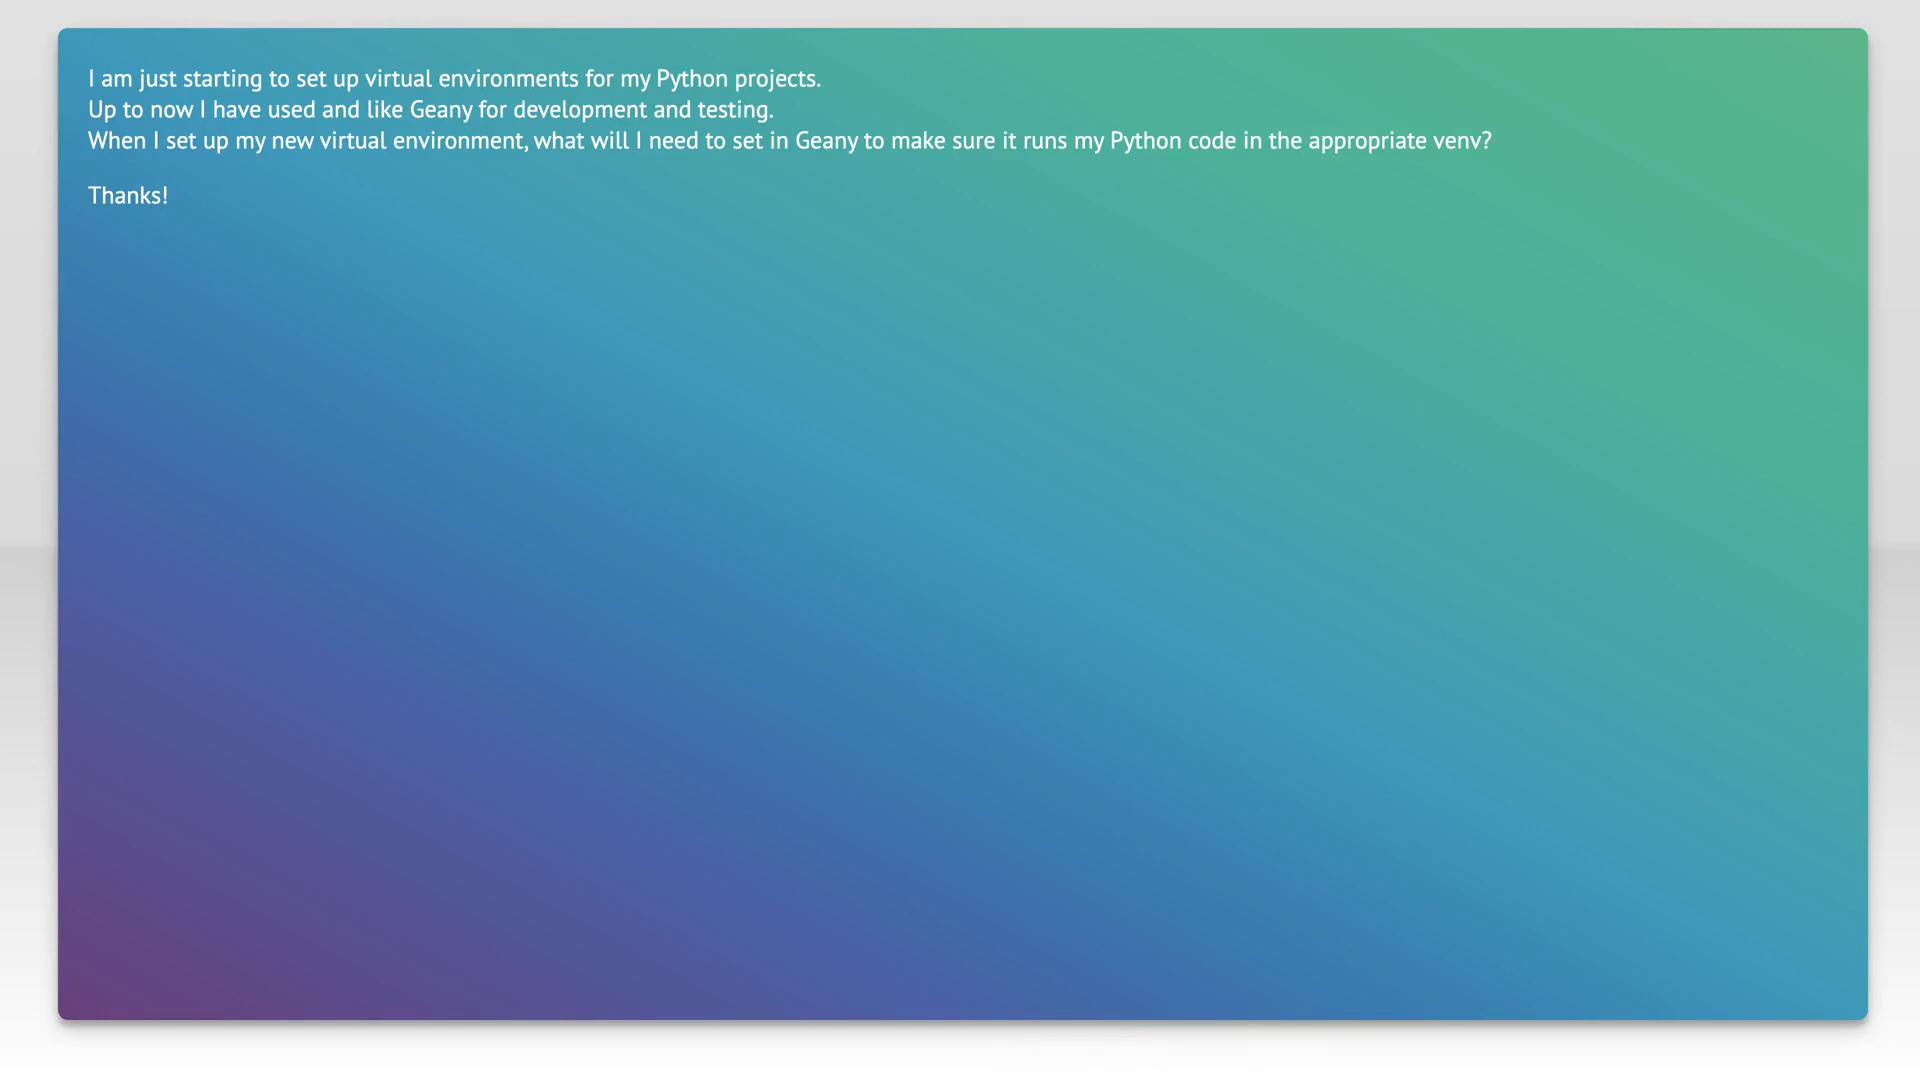 I am just starting to set up virtual environments for my Python projects.
Up to now I have used and like Geany for development and testing.
When I set up my new virtual environment, what will I need to set in Geany to make sure it runs my Python code in the appropriate venv?
Thanks!